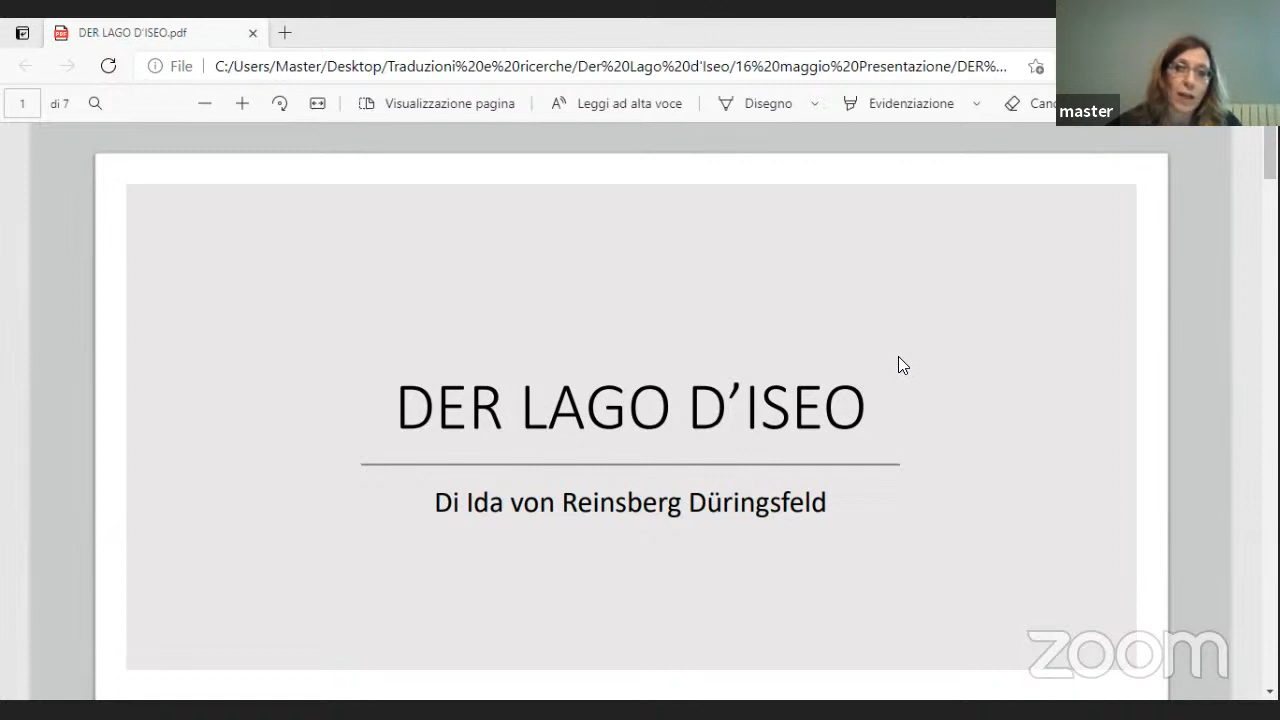 DER LAGO D'ISEO.pdf
File
C:/Users/Master/Desktop/Traduzioni%20e%20ricerche/Der%20Lago%20d'Iseo/16%20maggio%20Presentazione/DER%...
1 di 7
Visualizzazione pagina
Leggi ad alta voce
Disegno
Evidenziazione
Canc
master
DER LAGO D’ISEO
Di Ida von Reinsberg Düringsfeld
zoom